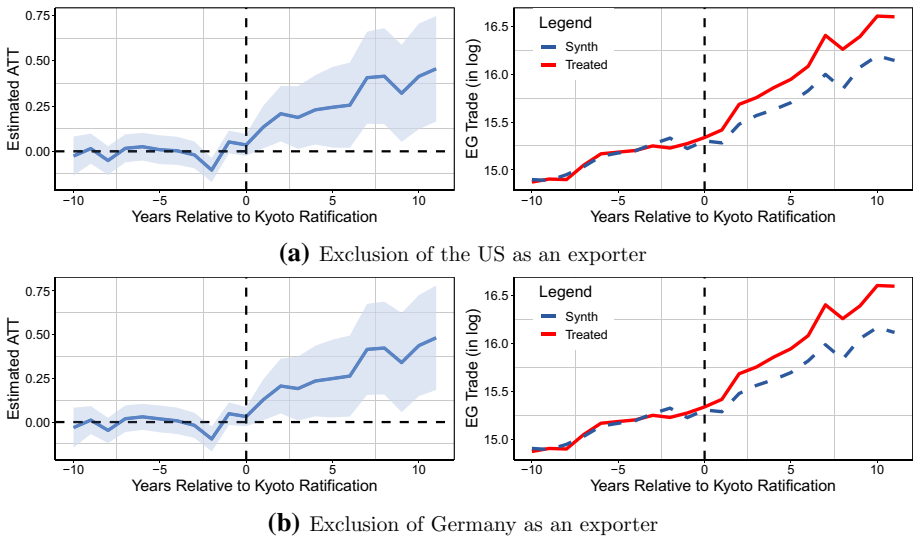 Estimated ATT
0.75
0.50
0.25
0.00
−10 −5 0 5 10
Years Relative to Kyoto Ratification
EG Trade (in log)
16.5
16.0
15.5
15.0
Legend
Synth
Treated
−10 −5 0 5 10
Years Relative to Kyoto Ratification
(a) Exclusion of the US as an exporter
Estimated ATT
0.75
0.50
0.25
0.00
−10 −5 0 5 10
Years Relative to Kyoto Ratification
EG Trade (in log)
16.5
16.0
15.5
15.0
Legend
Synth
Treated
−10 −5 0 5 10
Years Relative to Kyoto Ratification
(b) Exclusion of Germany as an exporter